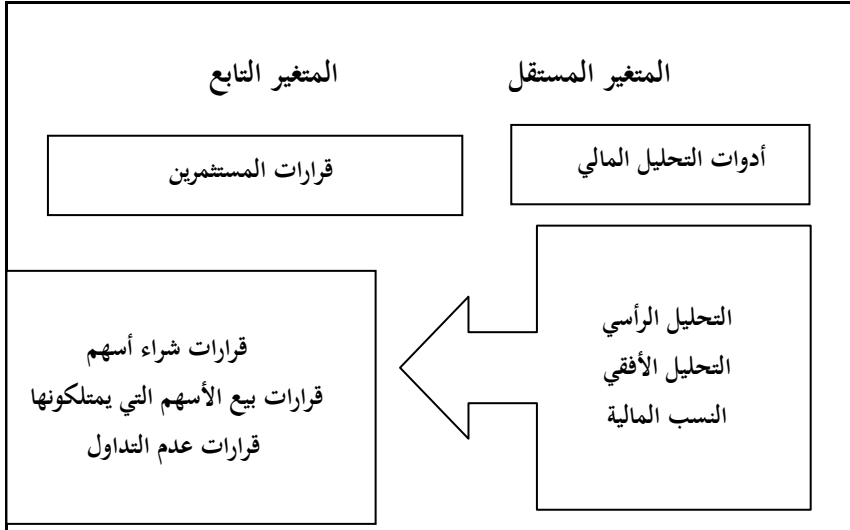 المتغير المستقل
المتغير التابع
أدوات التحليل المالي
قرارات المستثمرين
التحليل الرأسي
التحليل الأفقي
النسب المالية
قرارات شراء أسهم
قرارات بيع الأسهم التي يمتلكونها
قرارات عدم التداول